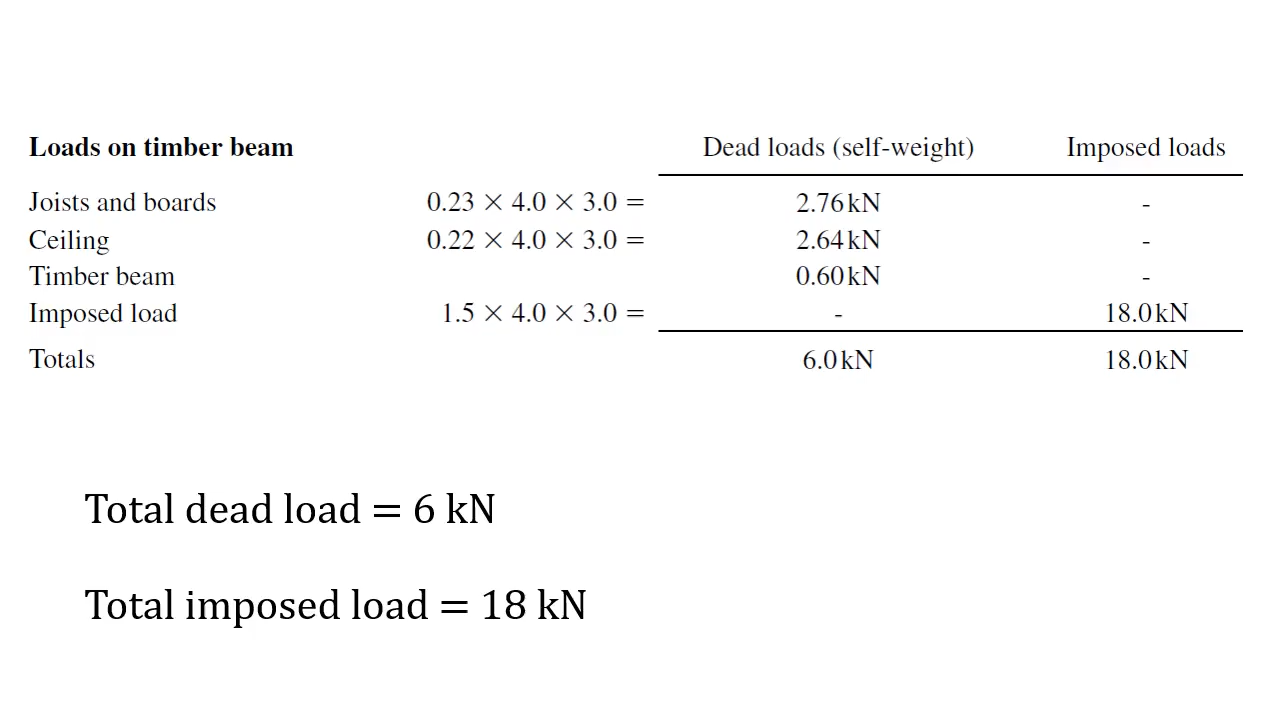 Loads on timber beam Dead loads (self-weight) Imposed loads
Joists and boards 0.23 × 4.0 × 3.0 = 2.76 kN -
Ceiling 0.22 × 4.0 × 3.0 = 2.64 kN -
Timber beam 0.60 kN -
Imposed load 1.5 × 4.0 × 3.0 = - 18.0 kN
Totals 6.0 kN 18.0 kN
Total dead load = 6 kN
Total imposed load = 18 kN